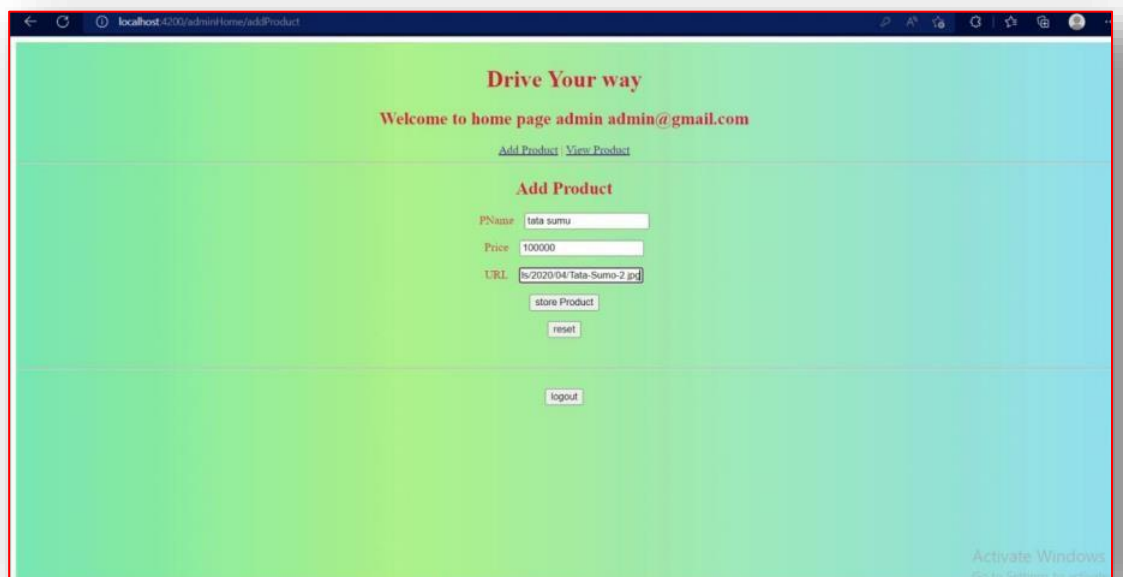 localhost:4200/adminHome/addProduct
Drive Your way
Welcome to home page admin admin@gmail.com
Add Product | View Product
Add Product
PName tata sumu
Price 100000
URL ls/2020/04/Tata-Sumo-2.jpg
store Product
reset
logout
Activate Windows